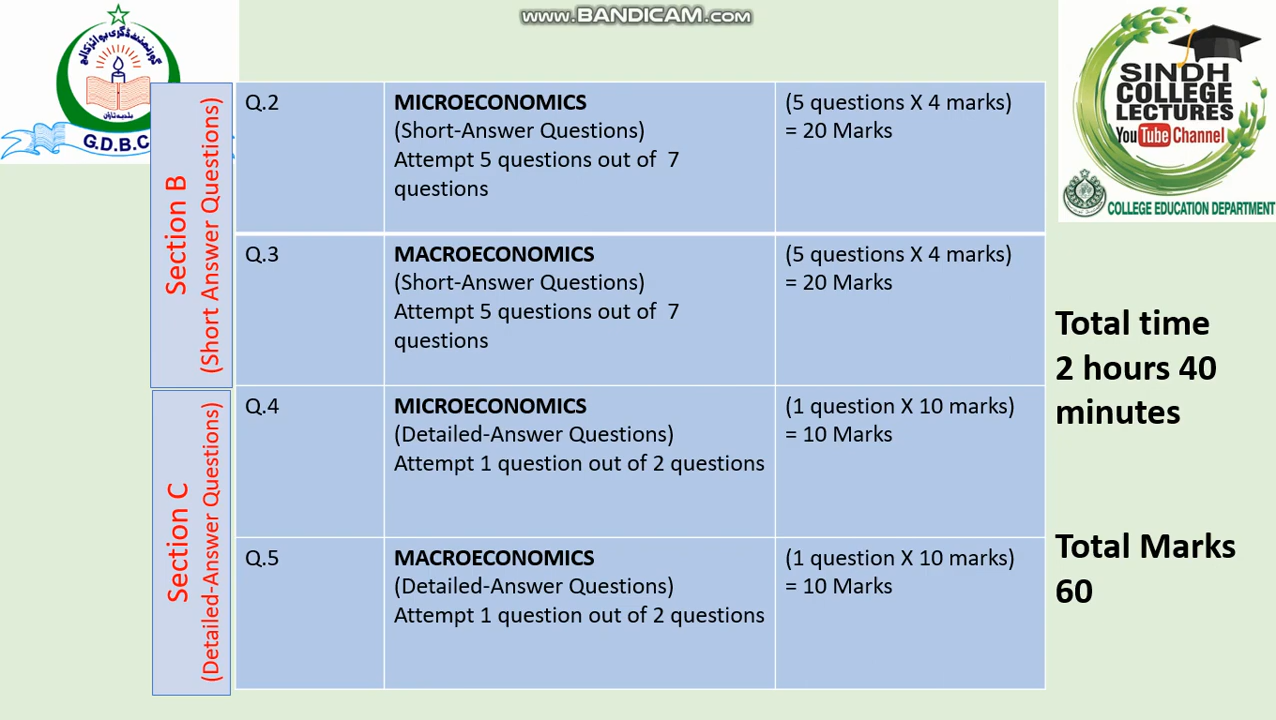 www.BANDICAM.com
گورنمنٹ ڈگری بوائز کالج
G.D.B.C
SINDH
COLLEGE
LECTURES
YouTube Channel
COLLEGE EDUCATION DEPARTMENT
Section B
(Short Answer Questions)
Q.2
MICROECONOMICS
(Short-Answer Questions)
Attempt 5 questions out of 7
questions
(5 questions X 4 marks)
= 20 Marks
Q.3
MACROECONOMICS
(Short-Answer Questions)
Attempt 5 questions out of 7
questions
(5 questions X 4 marks)
= 20 Marks
Section C
(Detailed-Answer Questions)
Q.4
MICROECONOMICS
(Detailed-Answer Questions)
Attempt 1 question out of 2 questions
(1 question X 10 marks)
= 10 Marks
Q.5
MACROECONOMICS
(Detailed-Answer Questions)
Attempt 1 question out of 2 questions
(1 question X 10 marks)
= 10 Marks
Total time
2 hours 40
minutes
Total Marks
60